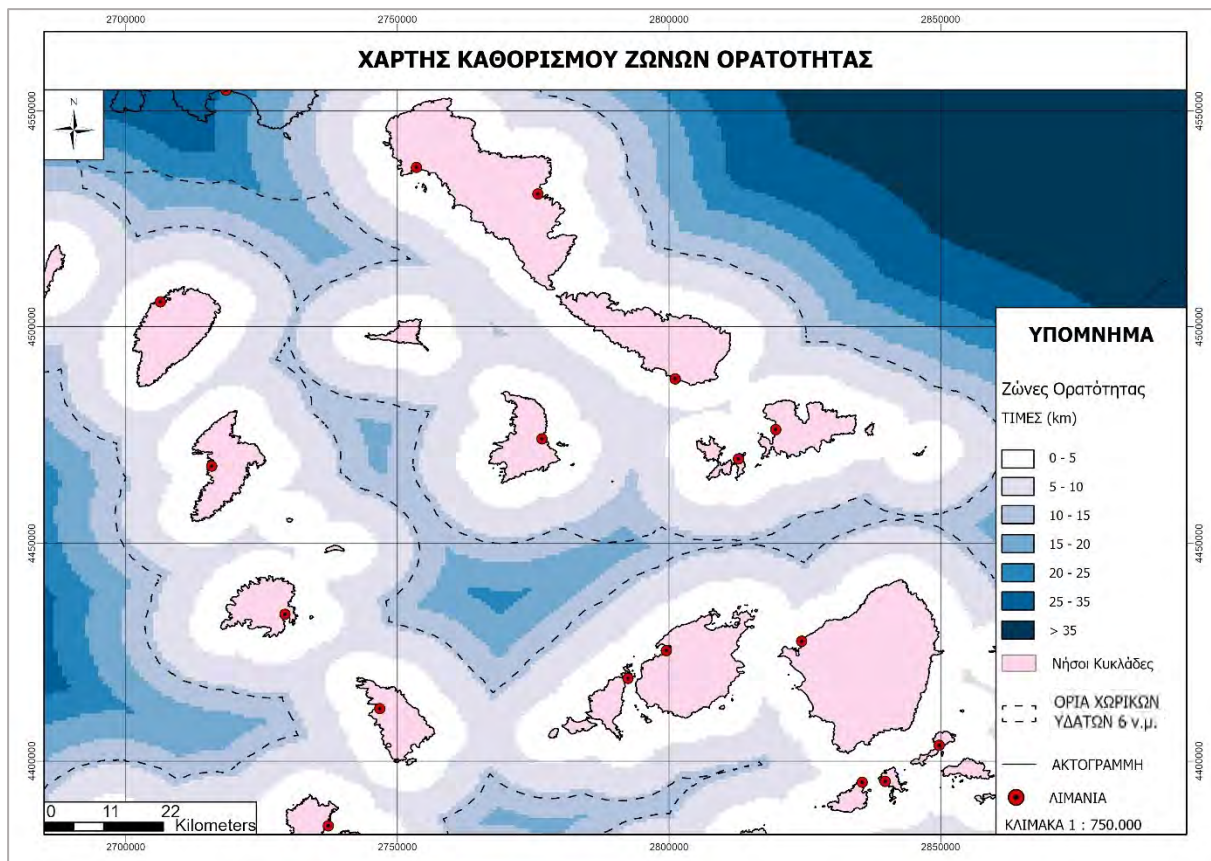 2700000 2750000 2800000 2850000
ΧΑΡΤΗΣ ΚΑΘΟΡΙΣΜΟΥ ΖΩΝΩΝ ΟΡΑΤΟΤΗΤΑΣ
N
4550000 4550000
4500000 4500000
4450000 4450000
4400000 4400000
ΥΠΟΜΝΗΜΑ
Ζώνες Ορατότητας
ΤΙΜΕΣ (km)
0 - 5
5 - 10
10 - 15
15 - 20
20 - 25
25 - 35
> 35
Νήσοι Κυκλάδες
ΟΡΙΑ ΧΩΡΙΚΩΝ
ΥΔΑΤΩΝ 6 ν.μ.
ΑΚΤΟΓΡΑΜΜΗ
ΛΙΜΑΝΙΑ
ΚΛΙΜΑΚΑ 1 : 750.000
0 11 22
Kilometers
2700000 2750000 2800000 2850000